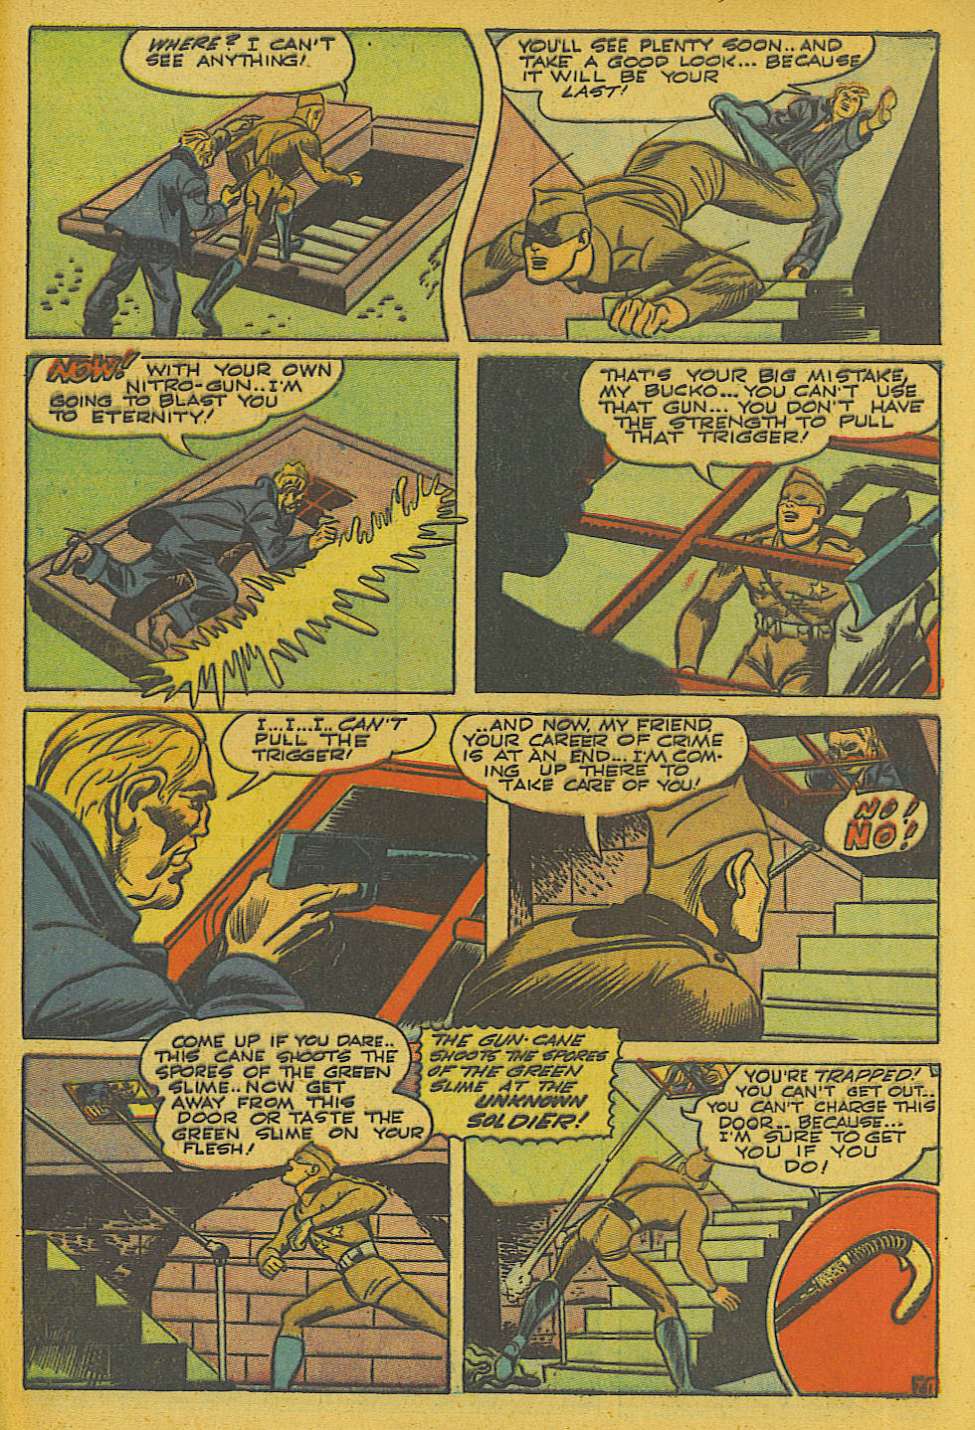 WHERE? I CAN'T
SEE ANYTHING!
YOU'LL SEE PLENTY SOON.. AND
TAKE A GOOD LOOK... BECAUSE
IT WILL BE YOUR
LAST!
NOW! WITH YOUR OWN
NITRO-GUN.. I'M
GOING TO BLAST YOU
TO ETERNITY!
THAT'S YOUR BIG MISTAKE,
MY BUCKO... YOU CAN'T USE
THAT GUN... YOU DON'T HAVE
THE STRENGTH TO PULL
THAT TRIGGER!
I...I...I.. CAN'T
PULL THE
TRIGGER!
..AND NOW, MY FRIEND,
YOUR CAREER OF CRIME
IS AT AN END... I'M COM-
ING UP THERE TO
TAKE CARE OF YOU!
NO!
NO!
COME UP IF YOU DARE..
THIS CANE SHOOTS THE
SPORES OF THE GREEN
SLIME.. NOW GET
AWAY FROM THIS
DOOR OR TASTE THE
GREEN SLIME ON YOUR
FLESH!
THE GUN-CANE
SHOOTS THE SPORES
OF THE GREEN
SLIME AT THE
UNKNOWN
SOLDIER!
YOU'RE TRAPPED!
YOU CAN'T GET OUT..
YOU CAN'T CHARGE THIS
DOOR... BECAUSE...
I'M SURE TO GET
YOU IF YOU
DO!